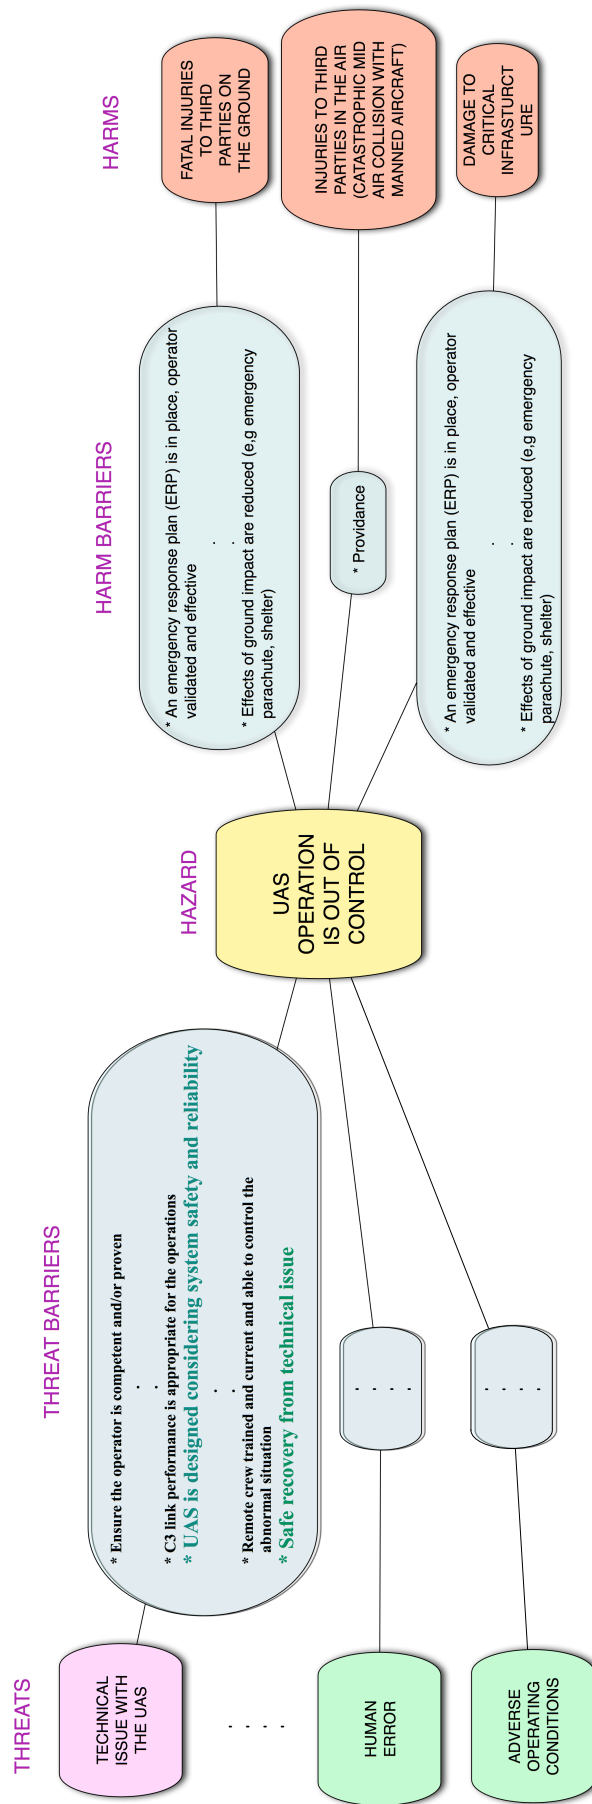 THREATS
THREAT BARRIERS
HAZARD
HARM BARRIERS
HARMS
TECHNICAL
ISSUE WITH
THE UAS
. . . .
HUMAN
ERROR
ADVERSE
OPERATING
CONDITIONS
* Ensure the operator is competent and/or proven
.
.
* C3 link performance is appropriate for the operations
* UAS is designed considering system safety and reliability
.
.
* Remote crew trained and current and able to control the
abnormal situation
* Safe recovery from technical issue
. . . .
. . . .
UAS
OPERATION
IS OUT OF
CONTROL
* An emergency response plan (ERP) is in place, operator
validated and effective
.
.
* Effects of ground impact are reduced (e,g emergency
parachute, shelter)
* Providance
* An emergency response plan (ERP) is in place, operator
validated and effective
.
.
* Effects of ground impact are reduced (e,g emergency
parachute, shelter)
FATAL INJURIES
TO THIRD
PARTIES ON
THE GROUND
INJURIES TO THIRD
PARTIES IN THE AIR
(CATASTROPHIC MID
AIR COLLISION WITH
MANNED AIRCRAFT)
DAMAGE TO
CRITICAL
INFRASTURCT
URE